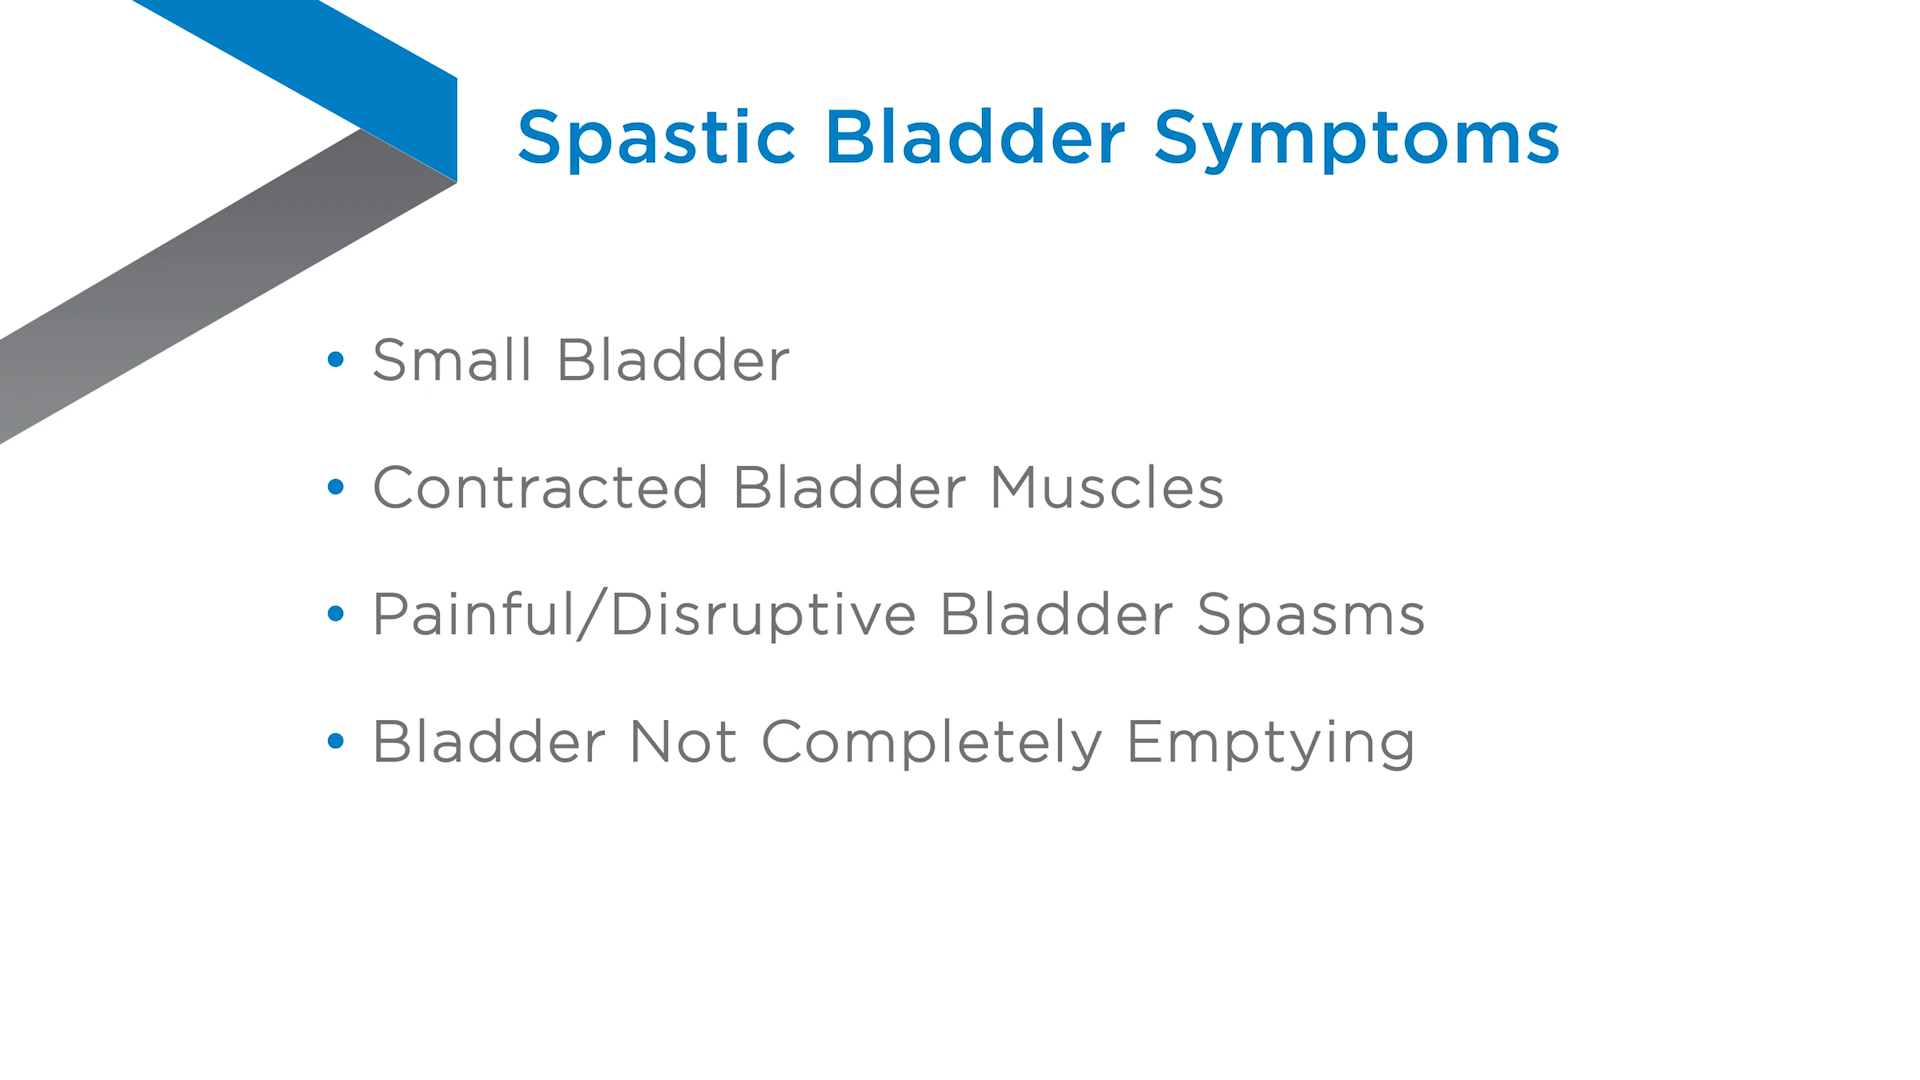 Spastic Bladder Symptoms
• Small Bladder
• Contracted Bladder Muscles
• Painful/Disruptive Bladder Spasms
• Bladder Not Completely Emptying